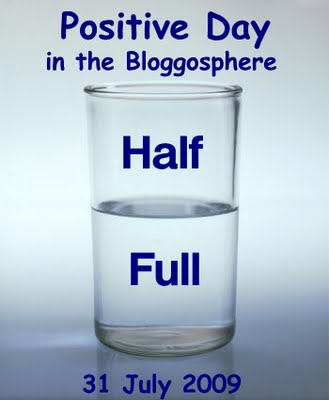 Positive Day
in the Bloggosphere
Half
Full
31 July 2009